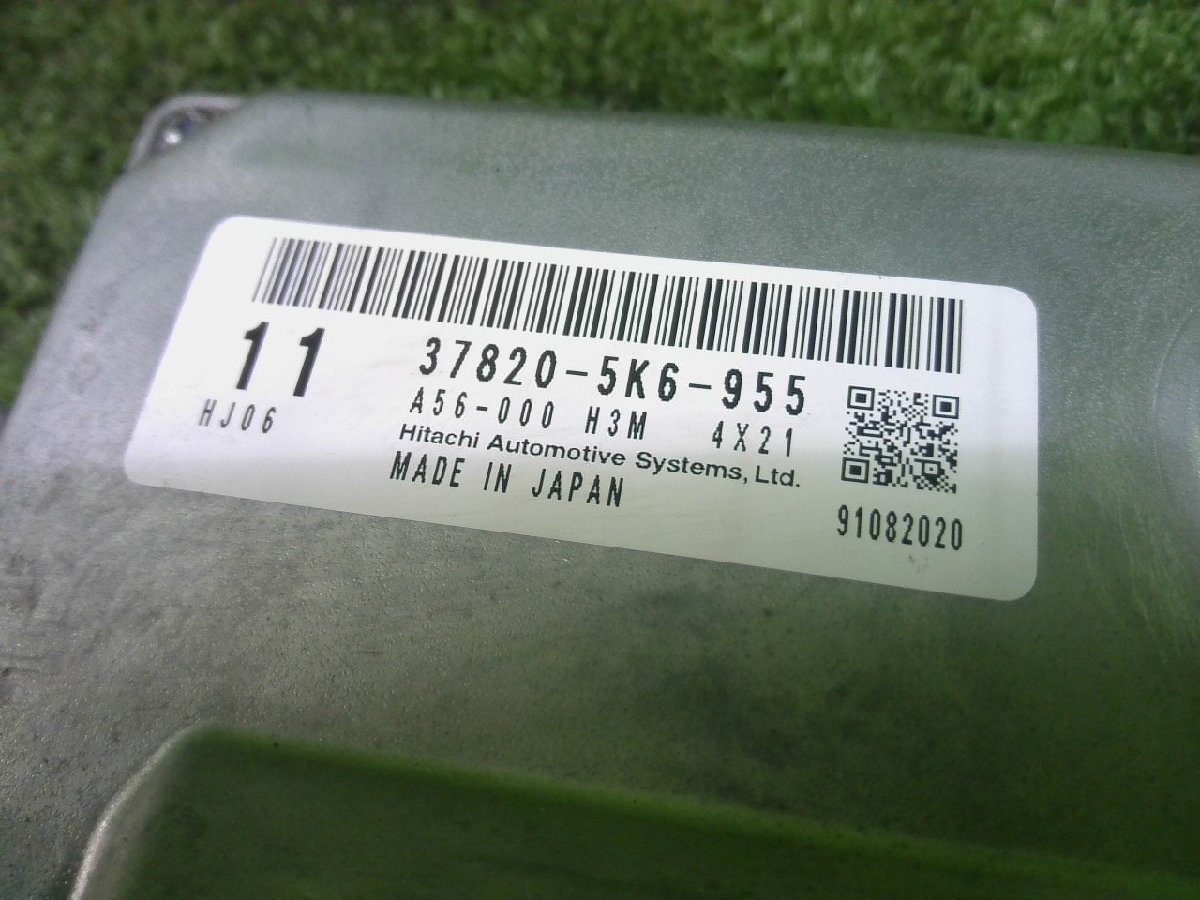 11
37820-5K6-955
HJ06
A56-000 H3M 4X21
Hitachi Automotive Systems, Ltd.
MADE IN JAPAN
91082020